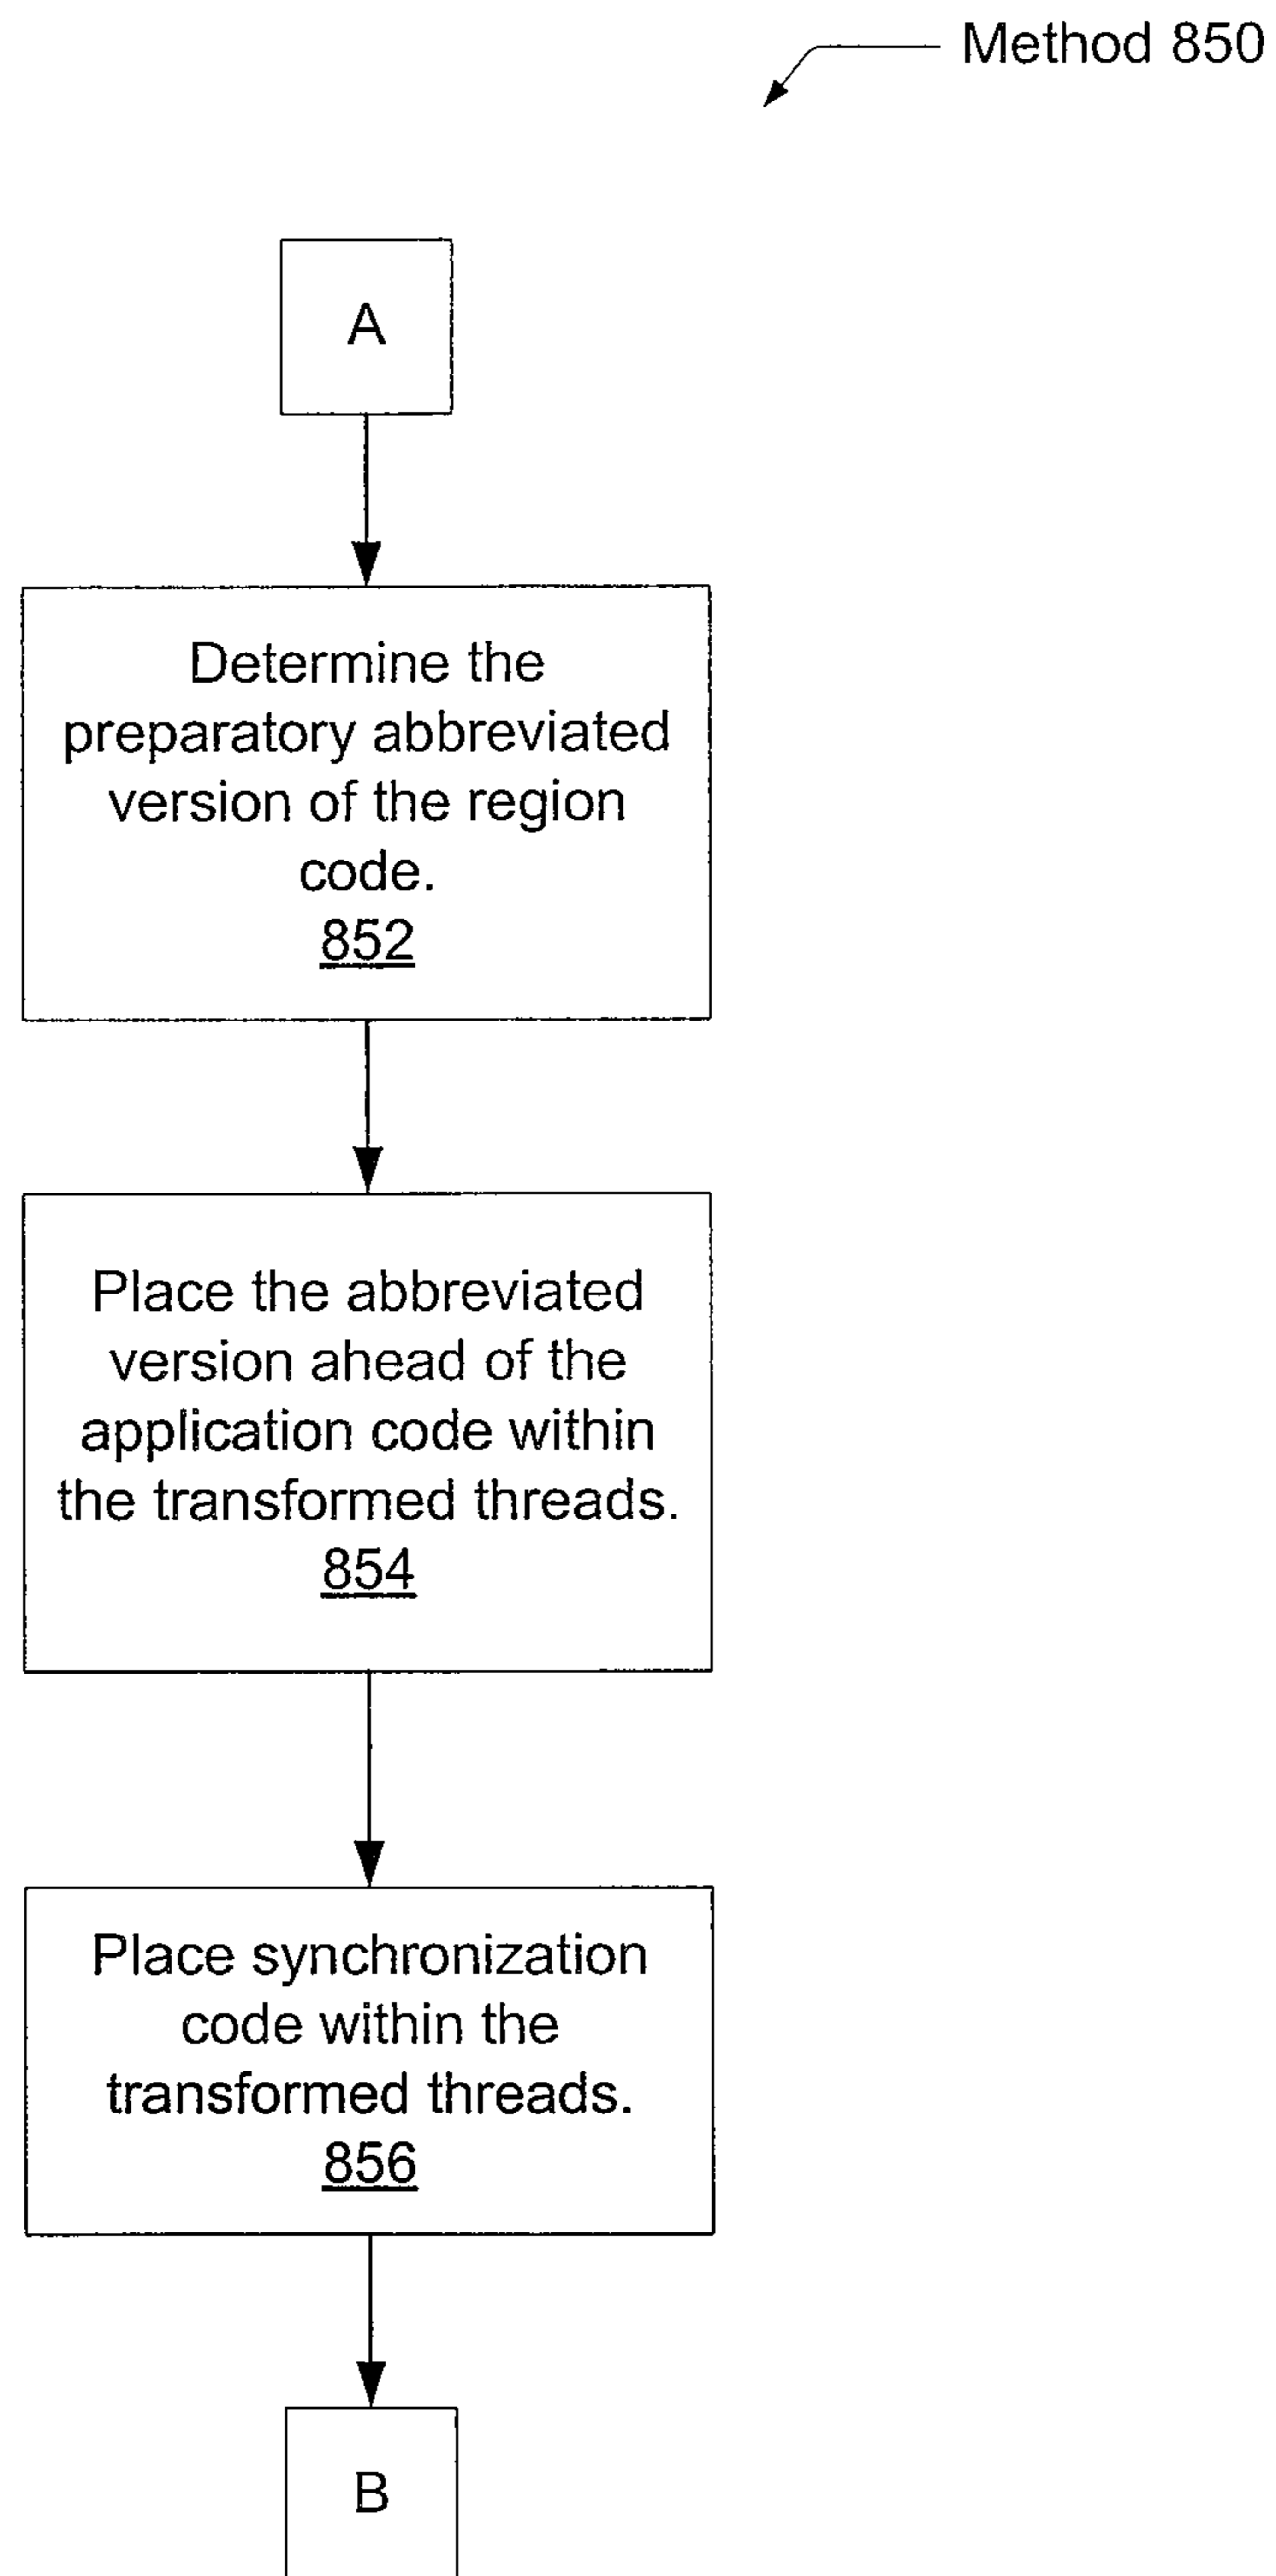 Method 850
A
Determine the
preparatory abbreviated
version of the region
code.
852
Place the abbreviated
version ahead of the
application code within
the transformed threads.
854
Place synchronization
code within the
transformed threads.
856
B